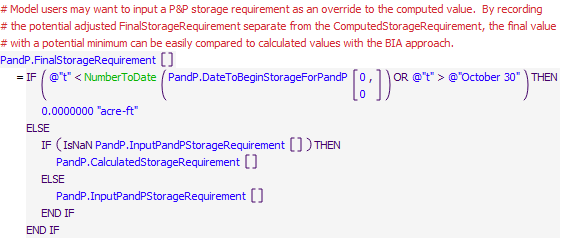 # Model users may want to input a P&P storage requirement as an override to the computed value.  By recording
# the potential adjusted FinalStorageRequirement separate from the ComputedStorageRequirement, the final value
# with a potential minimum can be easily compared to calculated values with the BIA approach.
PandP.FinalStorageRequirement []
= IF ( @"t" < NumberToDate ( PandP.DateToBeginStorageForPandP [ 0 , 0 ] ) OR @"t" > @"October 30" ) THEN
0.0000000 "acre-ft"
ELSE
IF ( IsNaN PandP.InputPandPStorageRequirement [] ) THEN
PandP.CalculatedStorageRequirement []
ELSE
PandP.InputPandPStorageRequirement []
END IF
END IF